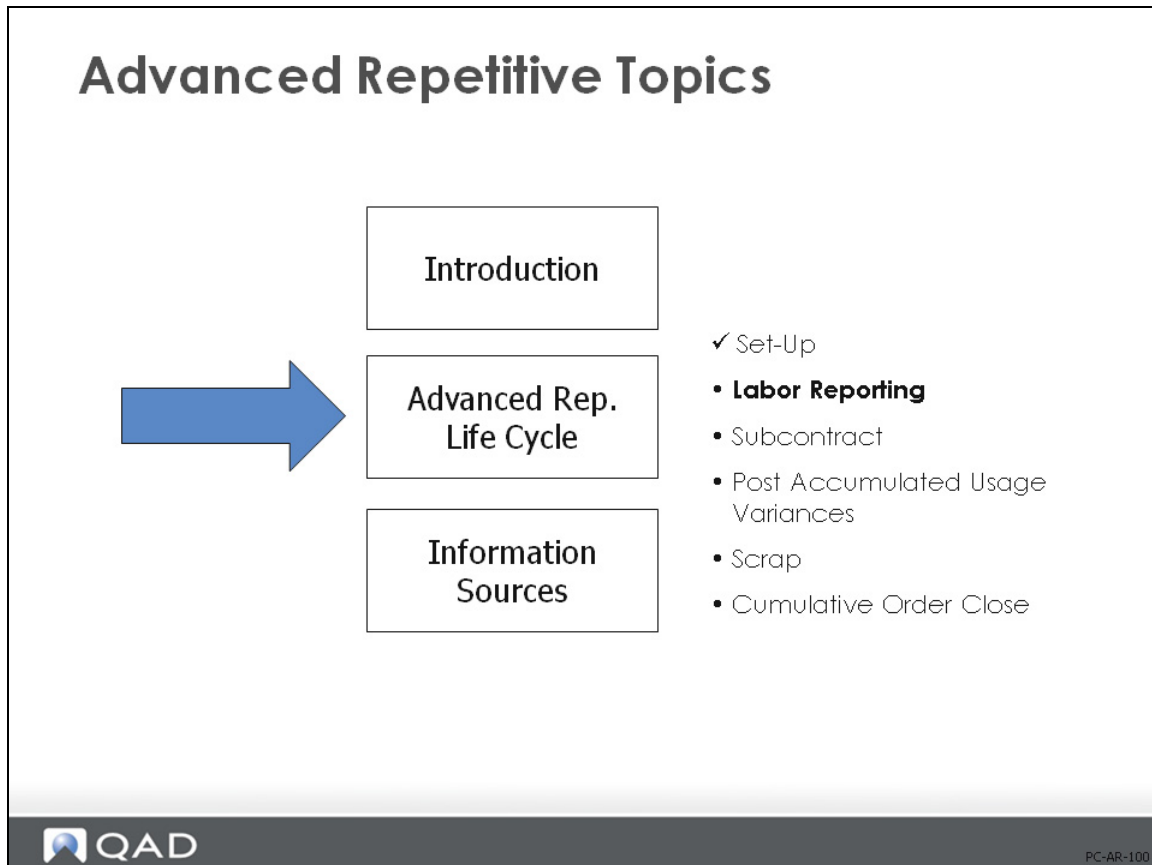 Advanced Repetitive Topics
Introduction
Advanced Rep.
Life Cycle
Information
Sources
✓ Set-Up
• Labor Reporting
• Subcontract
• Post Accumulated Usage
Variances
• Scrap
• Cumulative Order Close
QAD
PC-AR-100